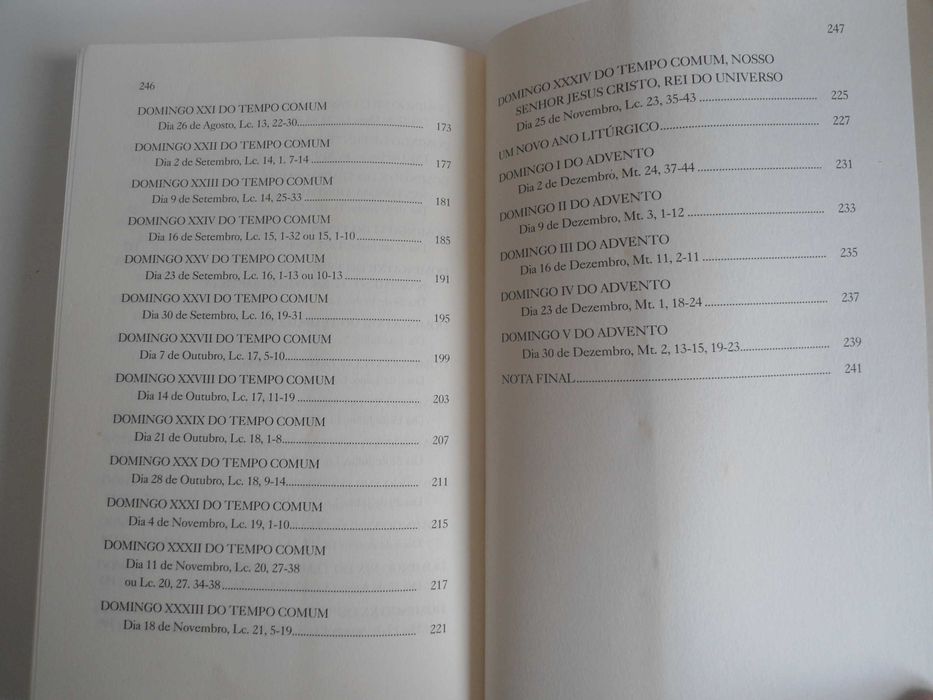 246
DOMINGO XXI DO TEMPO COMUM
Dia 26 de Agosto, Lc. 13, 22-30 173
DOMINGO XXII DO TEMPO COMUM
Dia 2 de Setembro, Lc. 14, 1. 7-14 177
DOMINGO XXIII DO TEMPO COMUM
Dia 9 de Setembro, Lc. 14, 25-33 181
DOMINGO XXIV DO TEMPO COMUM
Dia 16 de Setembro, Lc. 15, 1-32 ou 15, 1-10 185
DOMINGO XXV DO TEMPO COMUM
Dia 23 de Setembro, Lc. 16, 1-13 ou 10-13 191
DOMINGO XXVI DO TEMPO COMUM
Dia 30 de Setembro, Lc. 16, 19-31 195
DOMINGO XXVII DO TEMPO COMUM
Dia 7 de Outubro, Lc. 17, 5-10 199
DOMINGO XXVIII DO TEMPO COMUM
Dia 14 de Outubro, Lc. 17, 11-19 203
DOMINGO XXIX DO TEMPO COMUM
Dia 21 de Outubro, Lc. 18, 1-8 207
DOMINGO XXX DO TEMPO COMUM
Dia 28 de Outubro, Lc. 18, 9-14 211
DOMINGO XXXI DO TEMPO COMUM
Dia 4 de Novembro, Lc. 19, 1-10 215
DOMINGO XXXII DO TEMPO COMUM
Dia 11 de Novembro, Lc. 20, 27-38
ou Lc. 20, 27. 34-38 217
DOMINGO XXXIII DO TEMPO COMUM
Dia 18 de Novembro, Lc. 21, 5-19 221
247
DOMINGO XXXIV DO TEMPO COMUM, NOSSO
SENHOR JESUS CRISTO, REI DO UNIVERSO
Dia 25 de Novembro, Lc. 23, 35-43 225
UM NOVO ANO LITÚRGICO 227
DOMINGO I DO ADVENTO
Dia 2 de Dezembro, Mt. 24, 37-44 231
DOMINGO II DO ADVENTO
Dia 9 de Dezembro, Mt. 3, 1-12 233
DOMINGO III DO ADVENTO
Dia 16 de Dezembro, Mt. 11, 2-11 235
DOMINGO IV DO ADVENTO
Dia 23 de Dezembro, Mt. 1, 18-24 237
DOMINGO V DO ADVENTO
Dia 30 de Dezembro, Mt. 2, 13-15, 19-23 239
NOTA FINAL 241